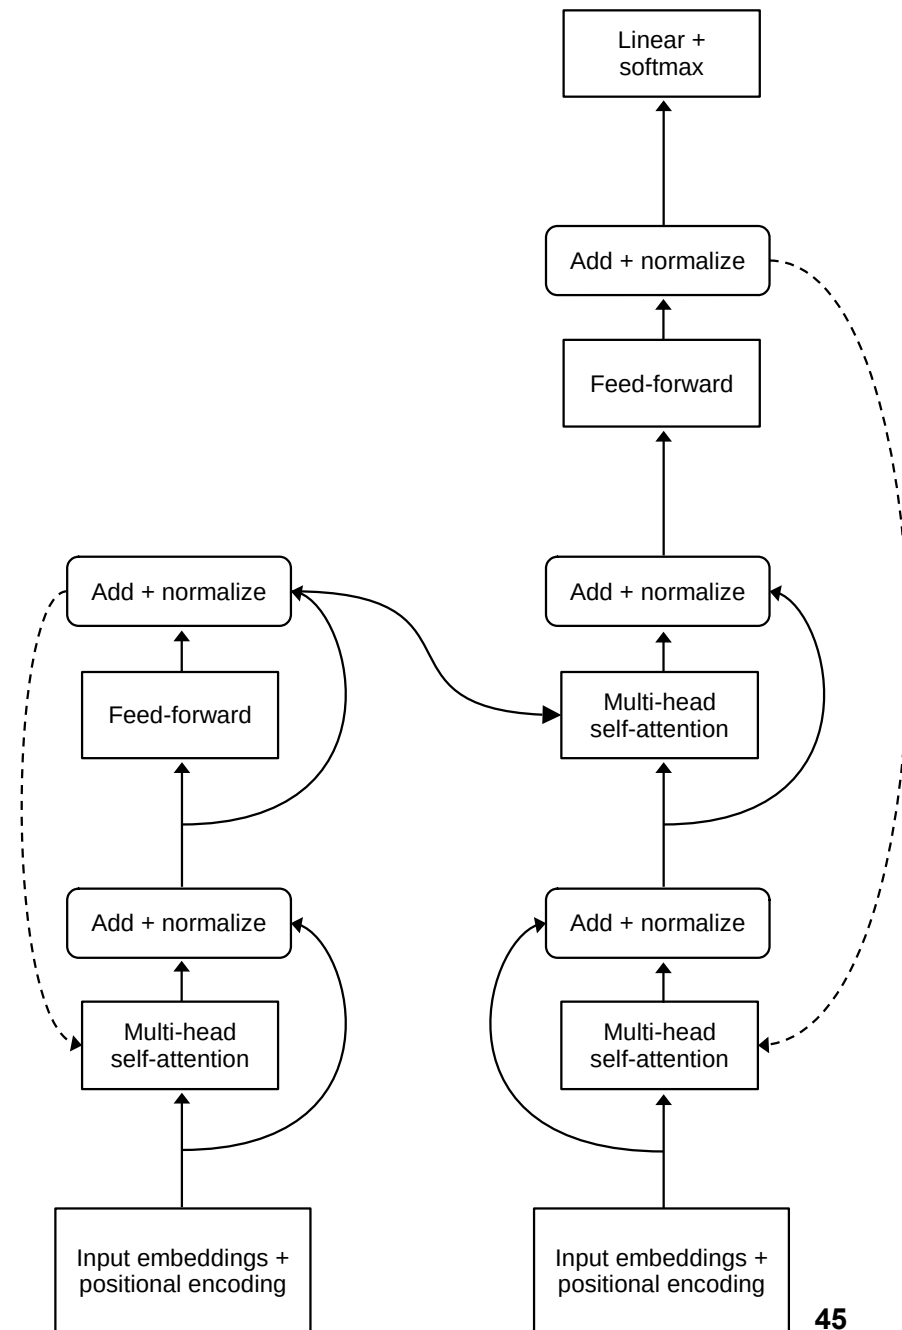 Linear +
softmax
Add + normalize
Feed-forward
Add + normalize
Add + normalize
Feed-forward
Multi-head
self-attention
Add + normalize
Add + normalize
Multi-head
self-attention
Multi-head
self-attention
Input embeddings +
positional encoding
Input embeddings +
positional encoding
45